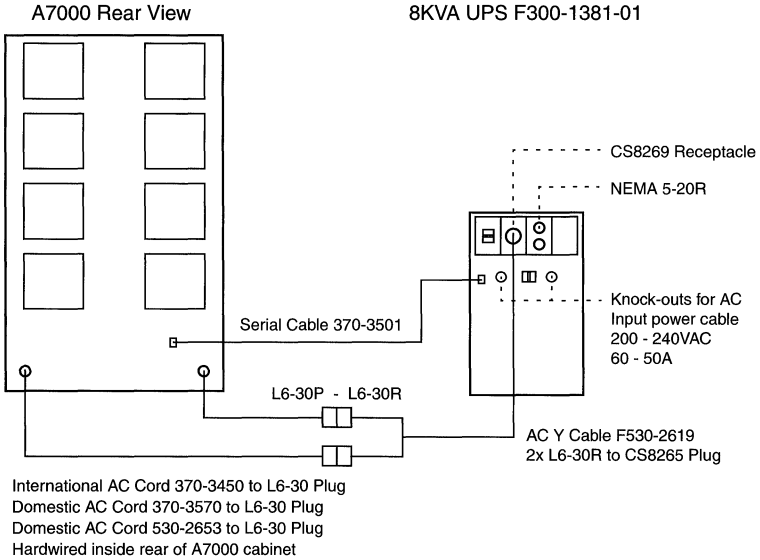 A7000 Rear View
8KVA UPS F300-1381-01
CS8269 Receptacle
NEMA 5-20R
Knock-outs for AC
Input power cable
200 - 240VAC
60 - 50A
Serial Cable 370-3501
L6-30P - L6-30R
AC Y Cable F530-2619
2x L6-30R to CS8265 Plug
International AC Cord 370-3450 to L6-30 Plug
Domestic AC Cord 370-3570 to L6-30 Plug
Domestic AC Cord 530-2653 to L6-30 Plug
Hardwired inside rear of A7000 cabinet